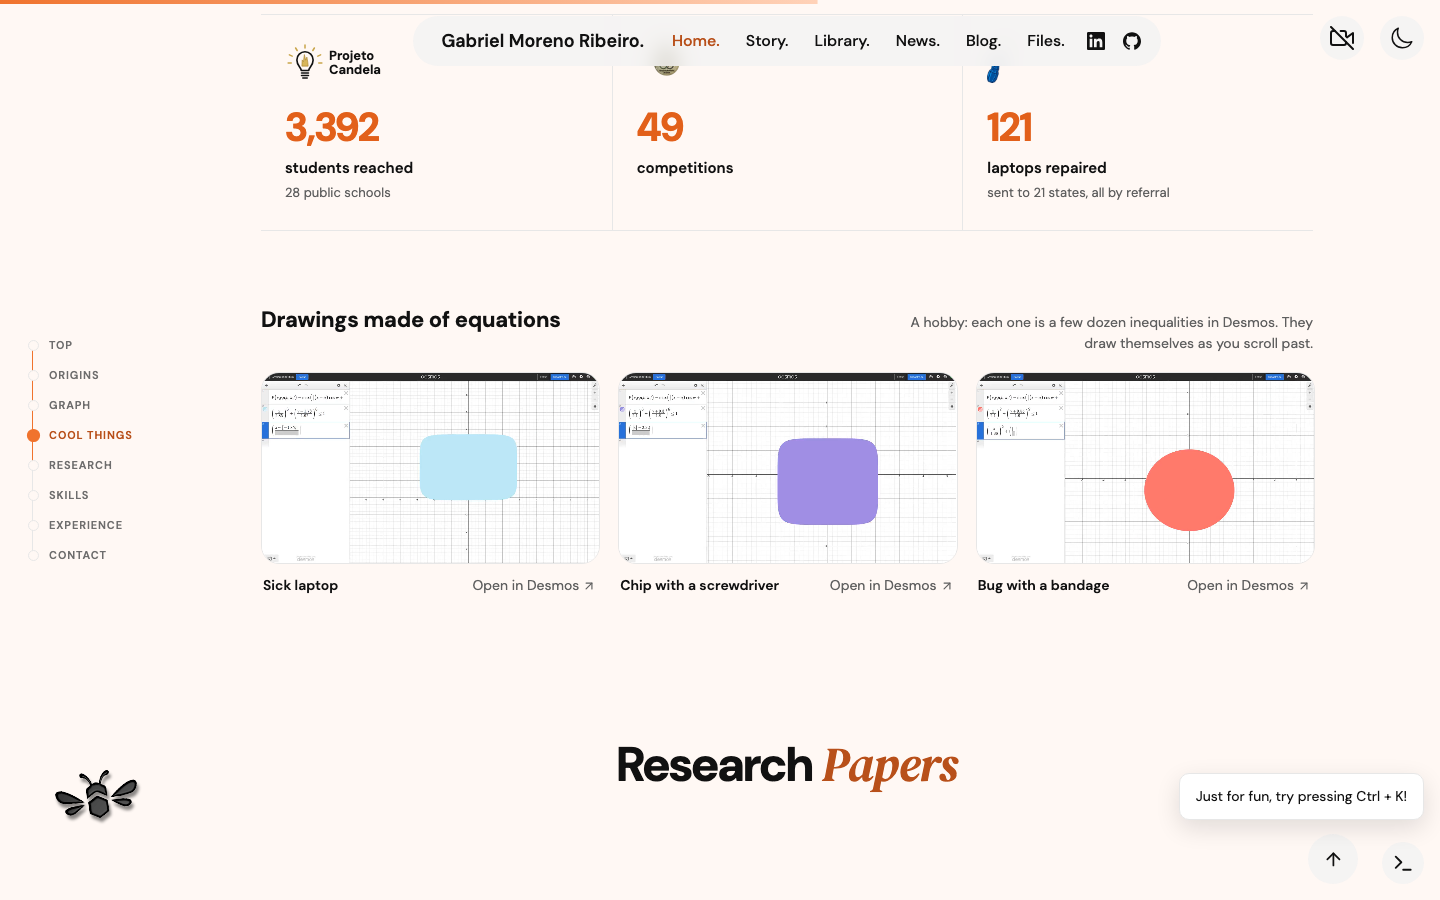 Gabriel Moreno Ribeiro.
Home.
Story.
Library.
News.
Blog.
Files.
Projeto
Candela
3,392
students reached
28 public schools
49
competitions
121
laptops repaired
sent to 21 states, all by referral
Drawings made of equations
A hobby: each one is a few dozen inequalities in Desmos. They
draw themselves as you scroll past.
TOP
ORIGINS
GRAPH
COOL THINGS
RESEARCH
SKILLS
EXPERIENCE
CONTACT
Sick laptop
Open in Desmos
Chip with a screwdriver
Open in Desmos
Bug with a bandage
Open in Desmos
Research Papers
Just for fun, try pressing Ctrl + K!